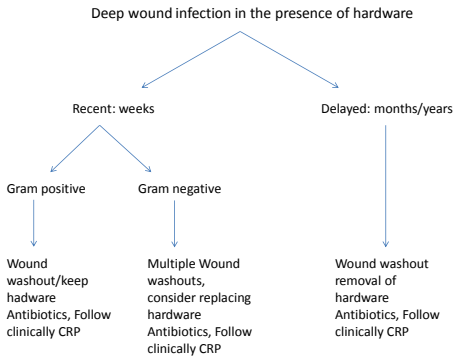 Deep wound infection in the presence of hardware
Recent: weeks
Delayed: months/years
Gram positive
Gram negative
Wound
washout/keep
hadware
Antibiotics, Follow
clinically CRP
Multiple Wound
washouts,
consider replacing
hardware
Antibiotics, Follow
clinically CRP
Wound washout
removal of
hardware
Antibiotics, Follow
clinically CRP